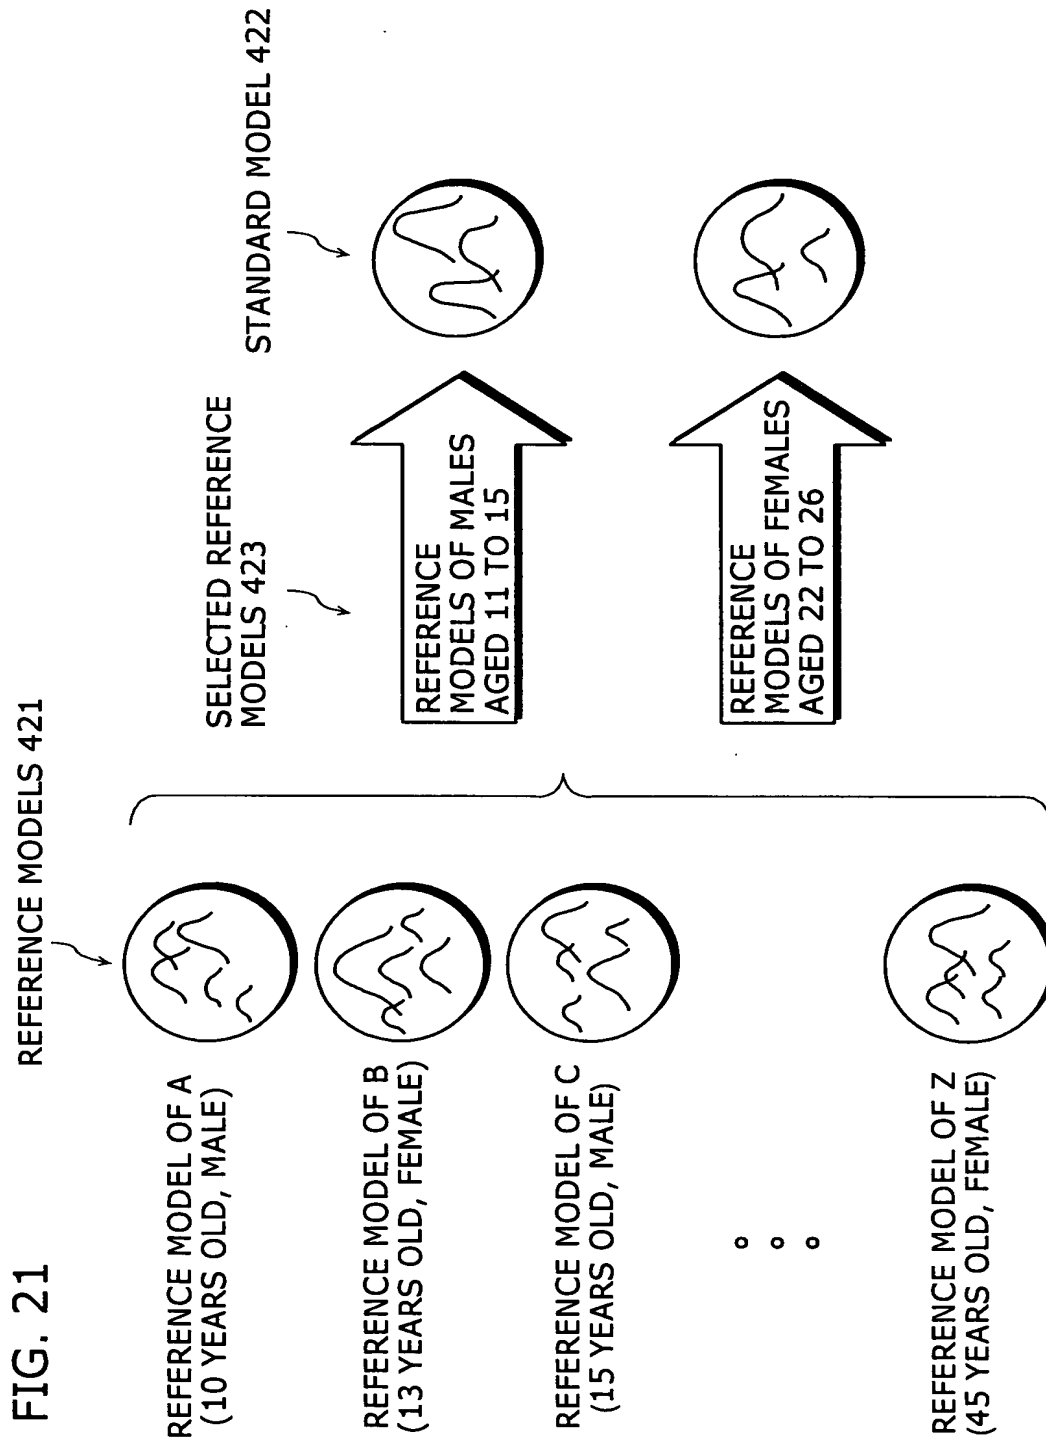 FIG. 21
REFERENCE MODELS 421
SELECTED REFERENCE
MODELS 423
STANDARD MODEL 422
REFERENCE MODEL OF A
(10 YEARS OLD, MALE)
REFERENCE MODEL OF B
(13 YEARS OLD, FEMALE)
REFERENCE MODEL OF C
(15 YEARS OLD, MALE)
REFERENCE MODEL OF Z
(45 YEARS OLD, FEMALE)
REFERENCE
MODELS OF MALES
AGED 11 TO 15
REFERENCE
MODELS OF FEMALES
AGED 22 TO 26